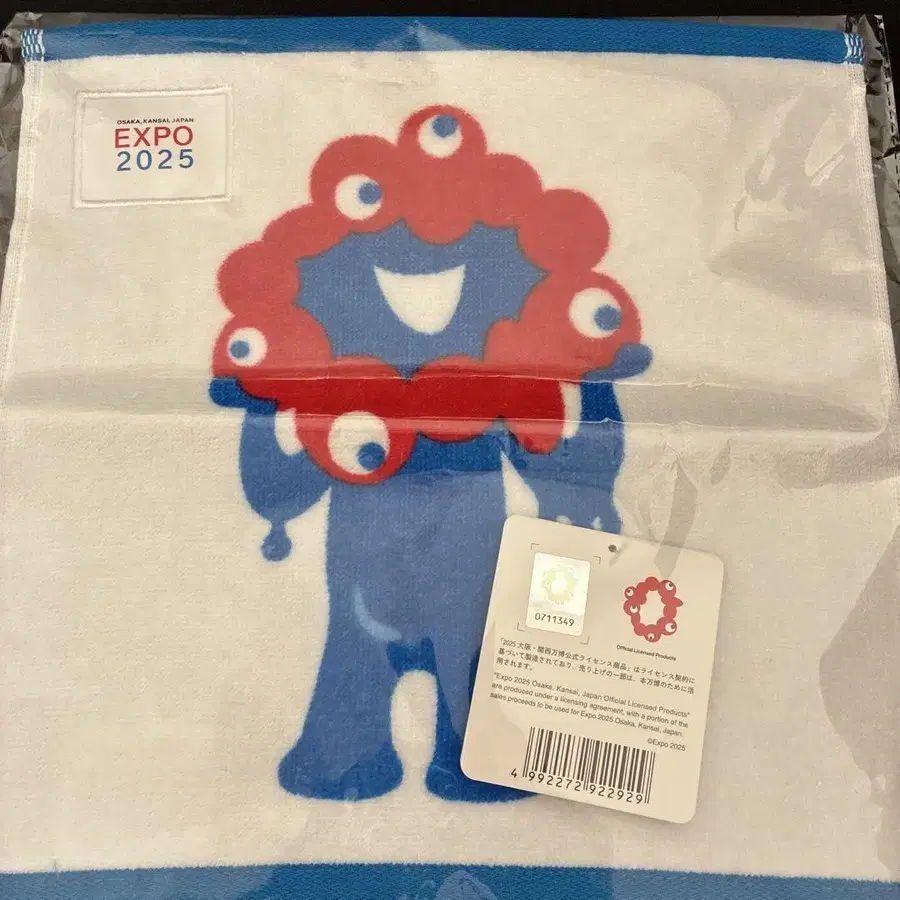 OSAKA, KANSAI, JAPAN
EXPO
2025
0711349
Official Licensed Products
「2025 大阪・関西万博公式ライセンス商品」はライセンス契約に
基づいて製造されており、売り上げの一部は、本万博のために活
用されます。
"Expo 2025 Osaka, Kansai, Japan Official Licensed Products"
are produced under a licensing agreement, with a portion of the
sales proceeds to be used for Expo 2025 Osaka, Kansai, Japan.
©Expo 2025
4 992272 922929